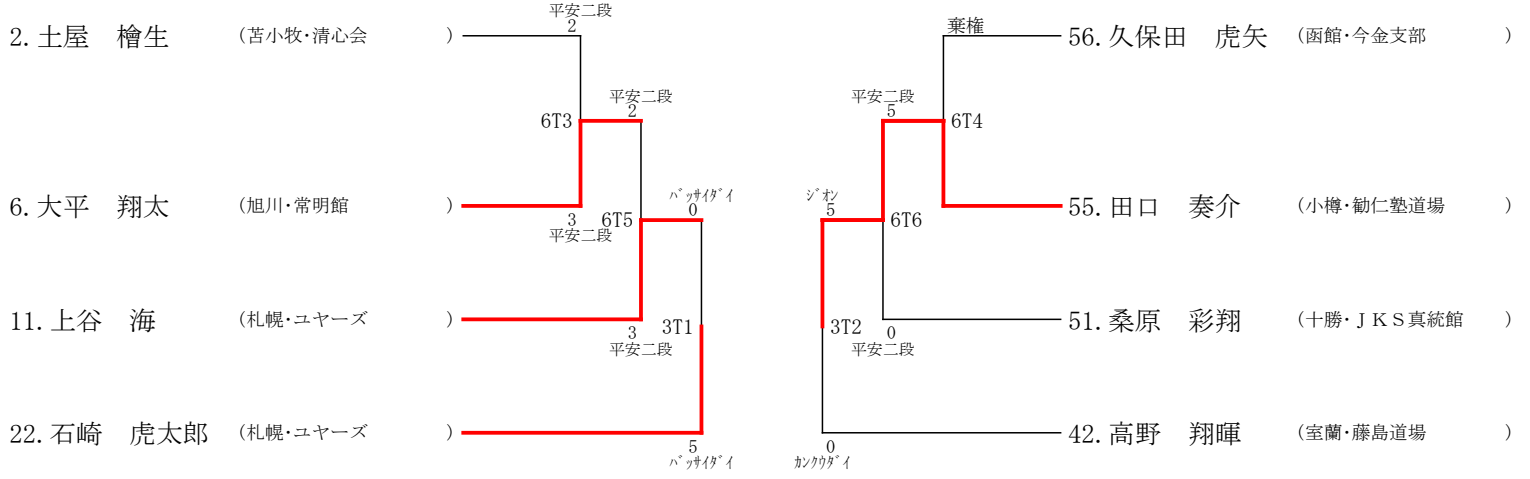 平安二段
2
2. 土屋　檜生 (苫小牧・清心会 )
棄権
56. 久保田　虎矢 (函館・今金支部 )
平安二段
2
6T3
平安二段
5
6T4
6. 大平　翔太 (旭川・常明館 )
3
平安二段
6T5
ﾊﾞｯｻｲﾀﾞｲ
0
ｼﾞｵﾝ
5
6T6
55. 田口　奏介 (小樽・勧仁塾道場 )
11. 上谷　海 (札幌・ユヤーズ )
3
平安二段
3T1
3T2
0
平安二段
51. 桑原　彩翔 (十勝・ＪＫＳ真統館 )
22. 石崎　虎太郎 (札幌・ユヤーズ )
5
ﾊﾞｯｻｲﾀﾞｲ
0
ｶﾝｸｳﾀﾞｲ
42. 高野　翔暉 (室蘭・藤島道場 )